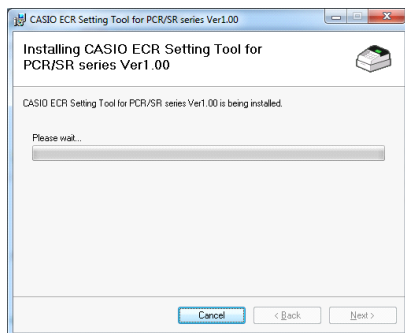 CASIO ECR Setting Tool for PCR/SR series Ver1.00
Installing CASIO ECR Setting Tool for
PCR/SR series Ver1.00
CASIO ECR Setting Tool for PCR/SR series Ver1.00 is being installed.
Please wait...
Cancel
< Back
Next >